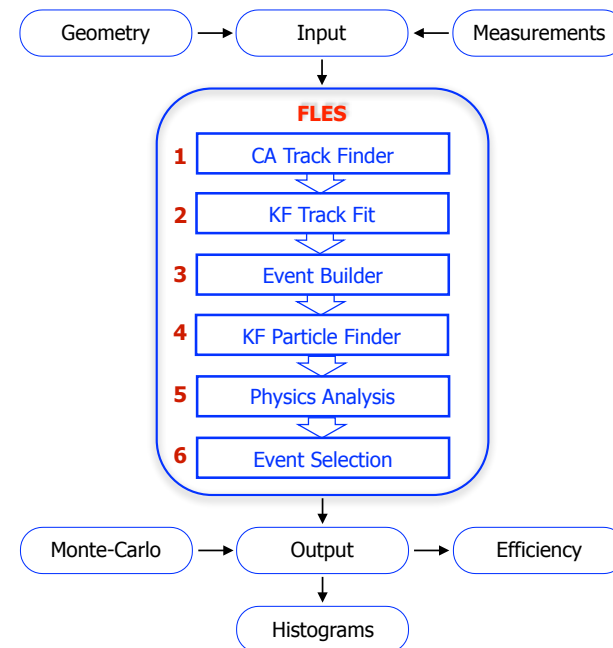 Geometry
Input
Measurements
FLES
1 CA Track Finder
2 KF Track Fit
3 Event Builder
4 KF Particle Finder
5 Physics Analysis
6 Event Selection
Monte-Carlo
Output
Efficiency
Histograms